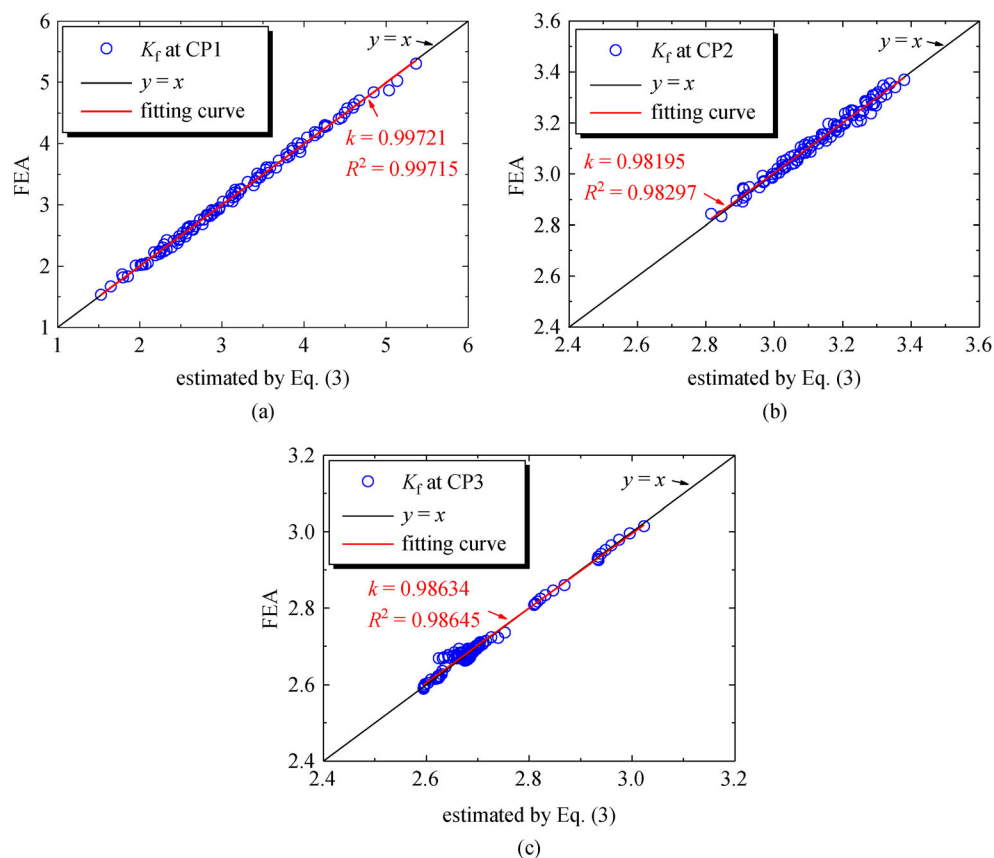 6
5
4
3
2
1
FEA
K_f at CP1
y = x
fitting curve
y = x
k = 0.99721
R² = 0.99715
1 2 3 4 5 6
estimated by Eq. (3)
(a)
3.6
3.4
3.2
3.0
2.8
2.6
2.4
FEA
K_f at CP2
y = x
fitting curve
y = x
k = 0.98195
R² = 0.98297
2.4 2.6 2.8 3.0 3.2 3.4 3.6
estimated by Eq. (3)
(b)
3.2
3.0
2.8
2.6
2.4
FEA
K_f at CP3
y = x
fitting curve
y = x
k = 0.98634
R² = 0.98645
2.4 2.6 2.8 3.0 3.2
estimated by Eq. (3)
(c)